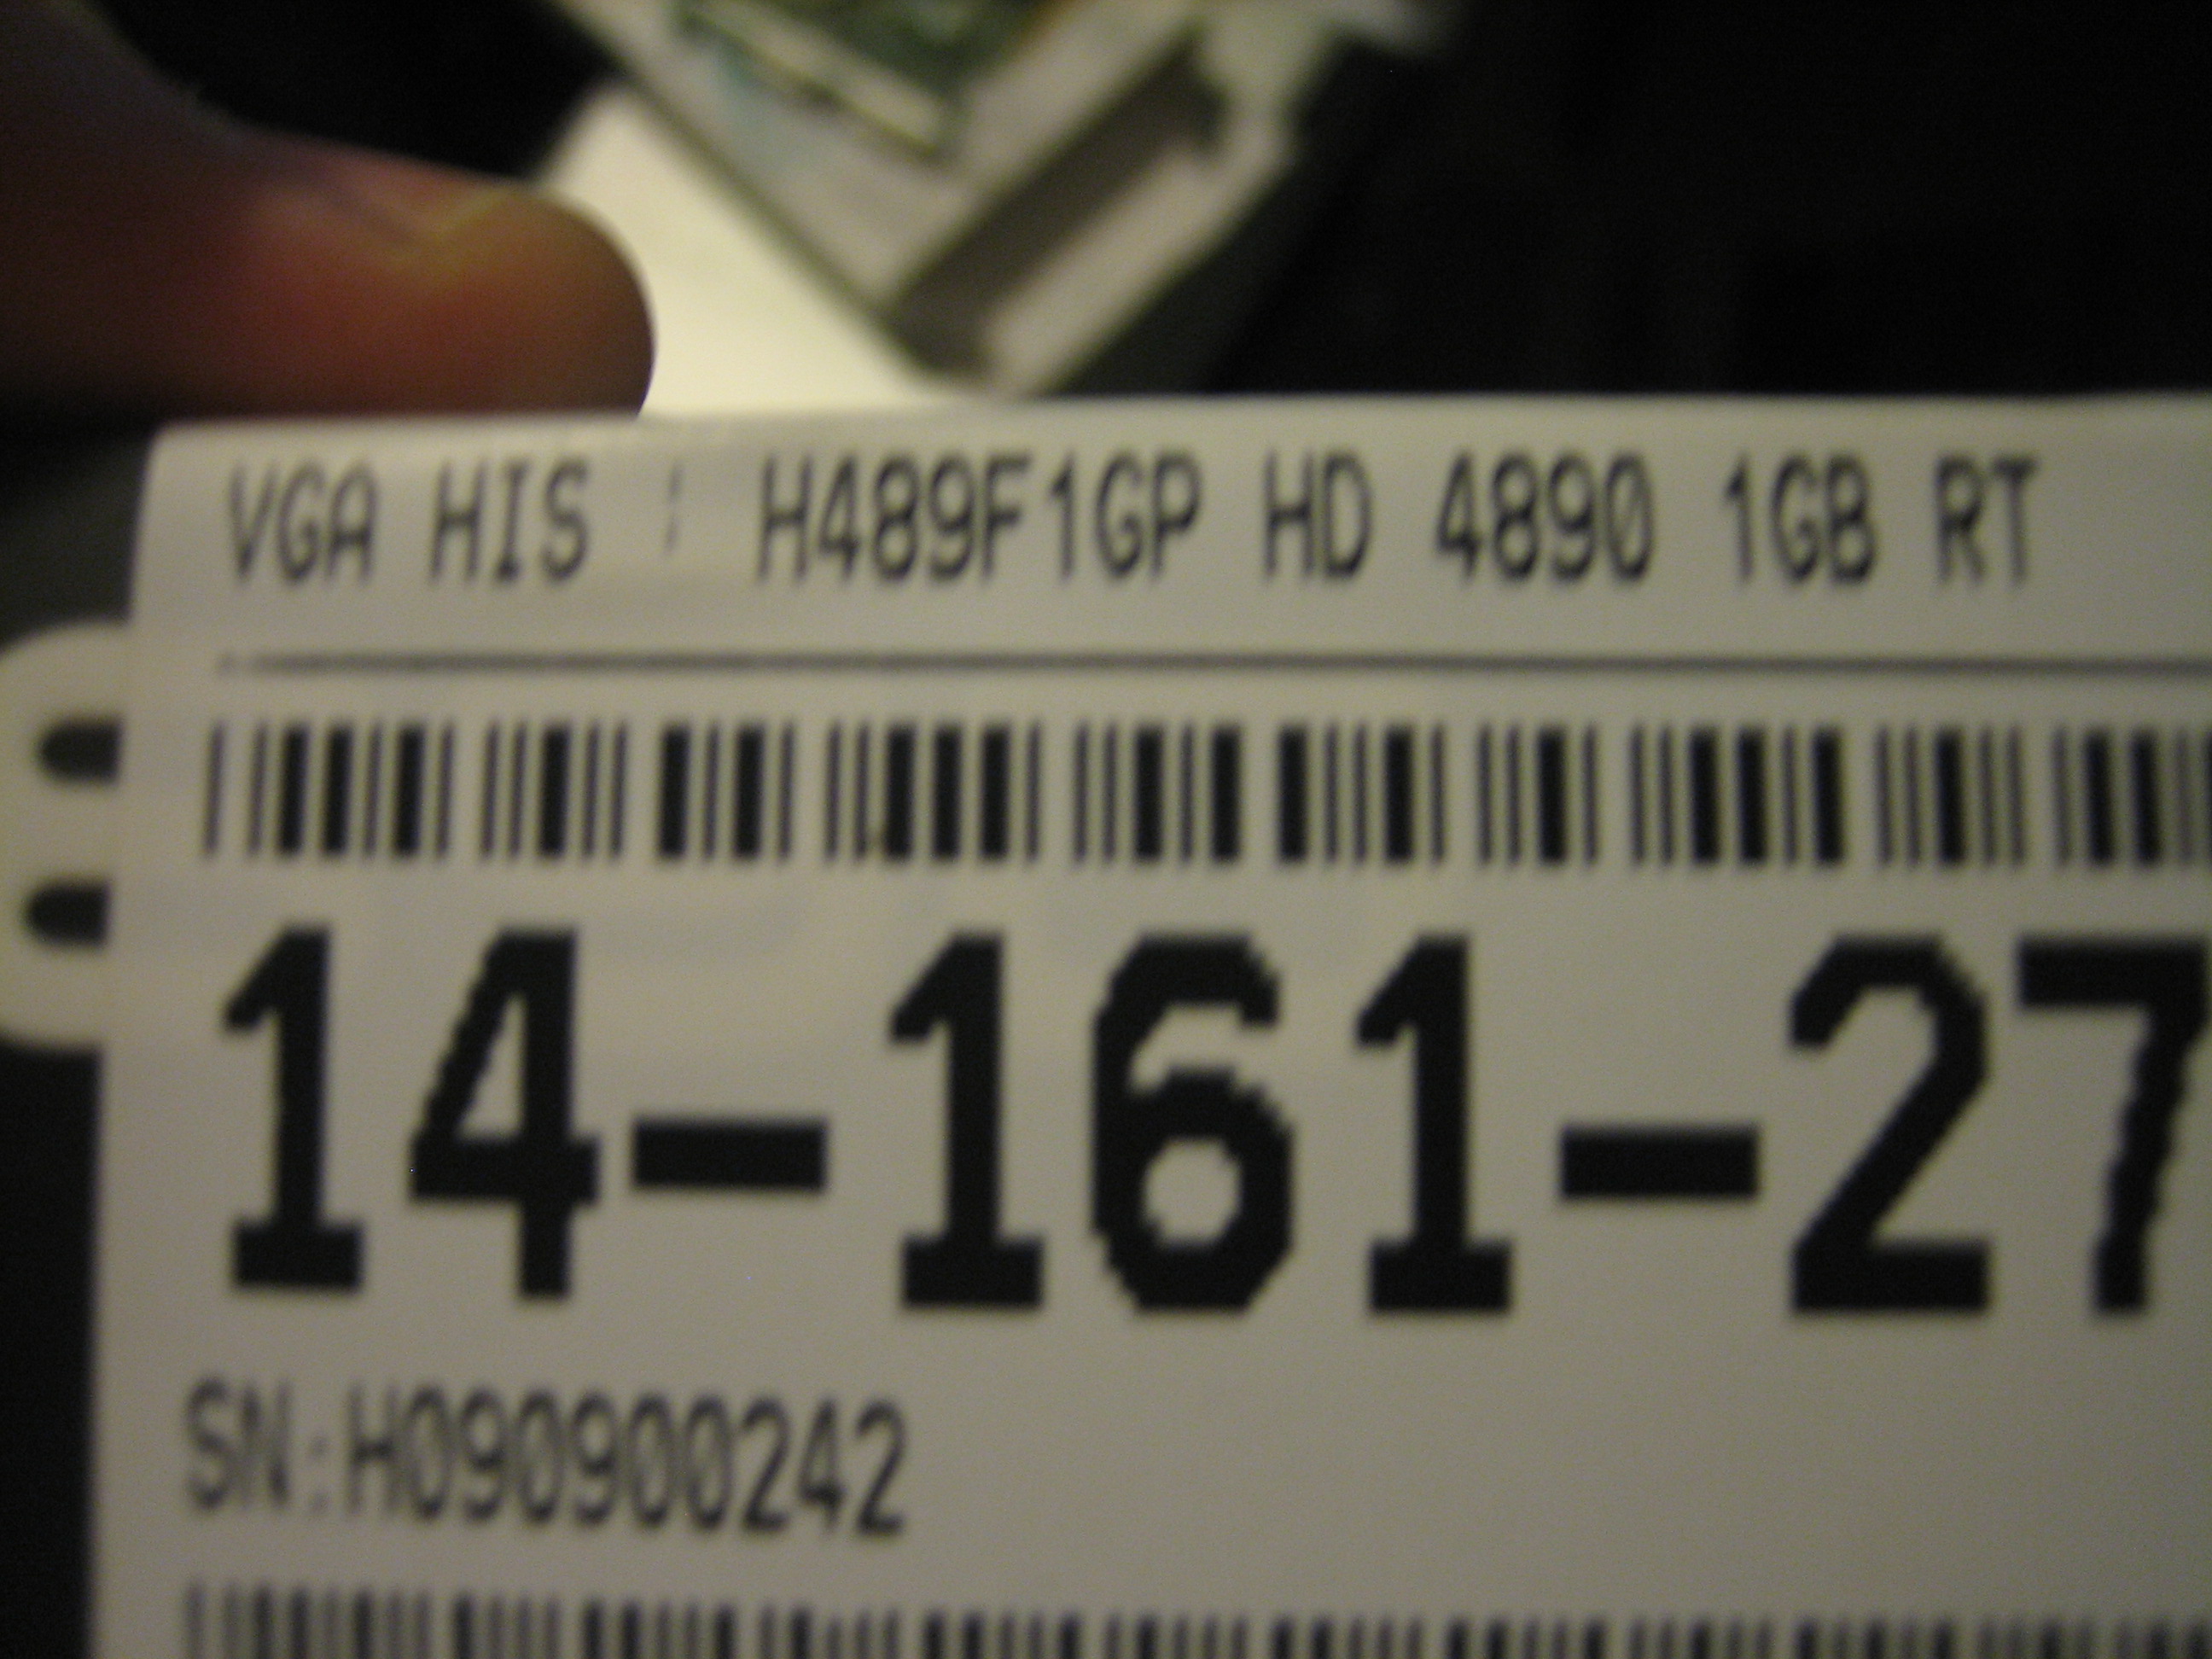 VGA HIS : H489F1GP HD 4890 1GB RT
14-161-27
SN:H090900242